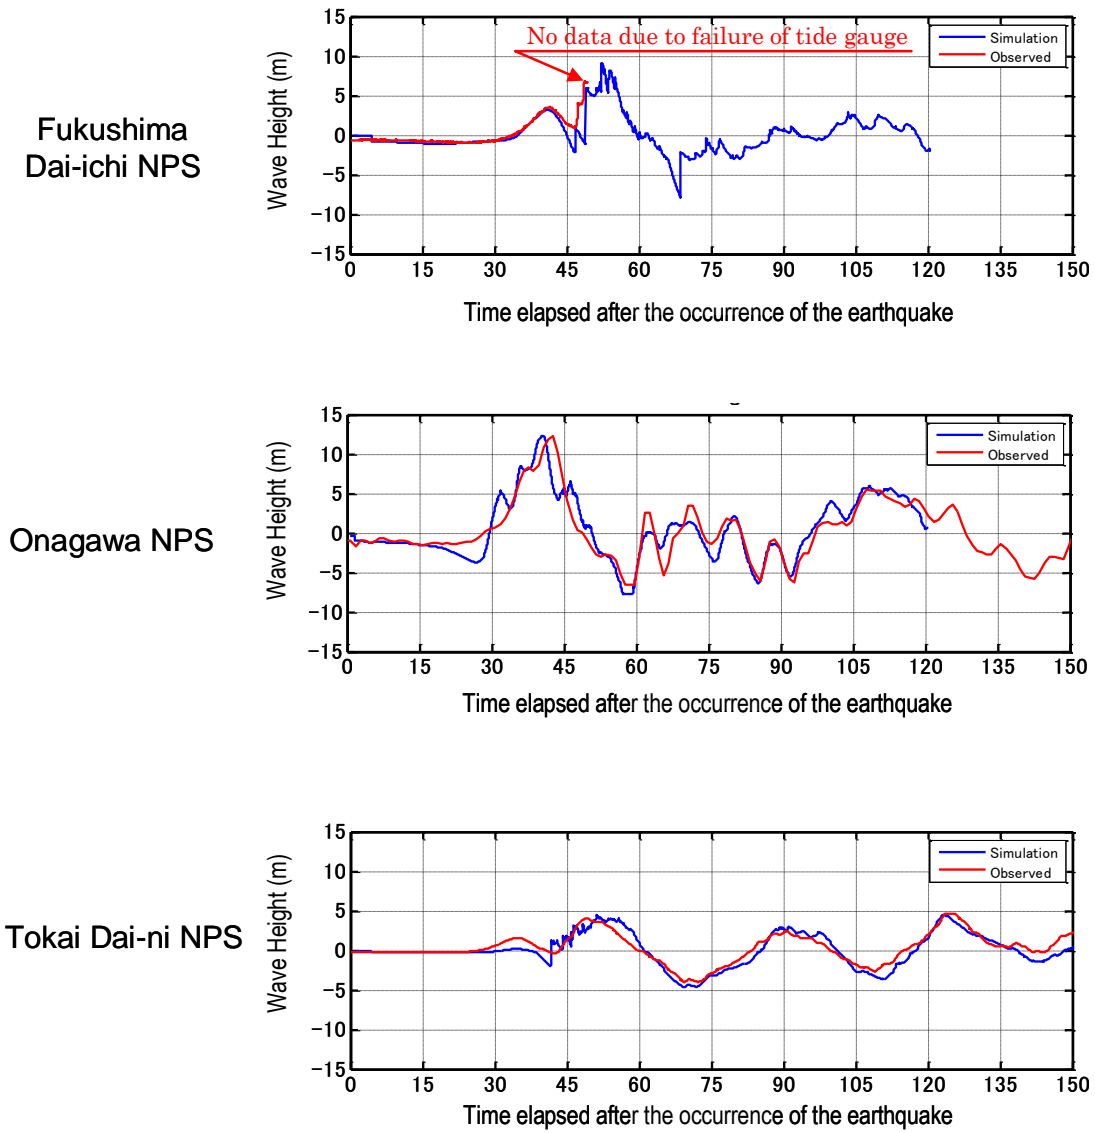 15
No data due to failure of tide gauge
Simulation
Observed
10
5
0
−5
−10
−15
Wave Height (m)
Fukushima
Dai-ichi NPS
0 15 30 45 60 75 90 105 120 135 150
Time elapsed after the occurrence of the earthquake
15
Simulation
Observed
10
5
0
−5
−10
−15
Wave Height (m)
Onagawa NPS
0 15 30 45 60 75 90 105 120 135 150
Time elapsed after the occurrence of the earthquake
15
Simulation
Observed
10
5
0
−5
−10
−15
Wave Height (m)
Tokai Dai-ni NPS
0 15 30 45 60 75 90 105 120 135 150
Time elapsed after the occurrence of the earthquake